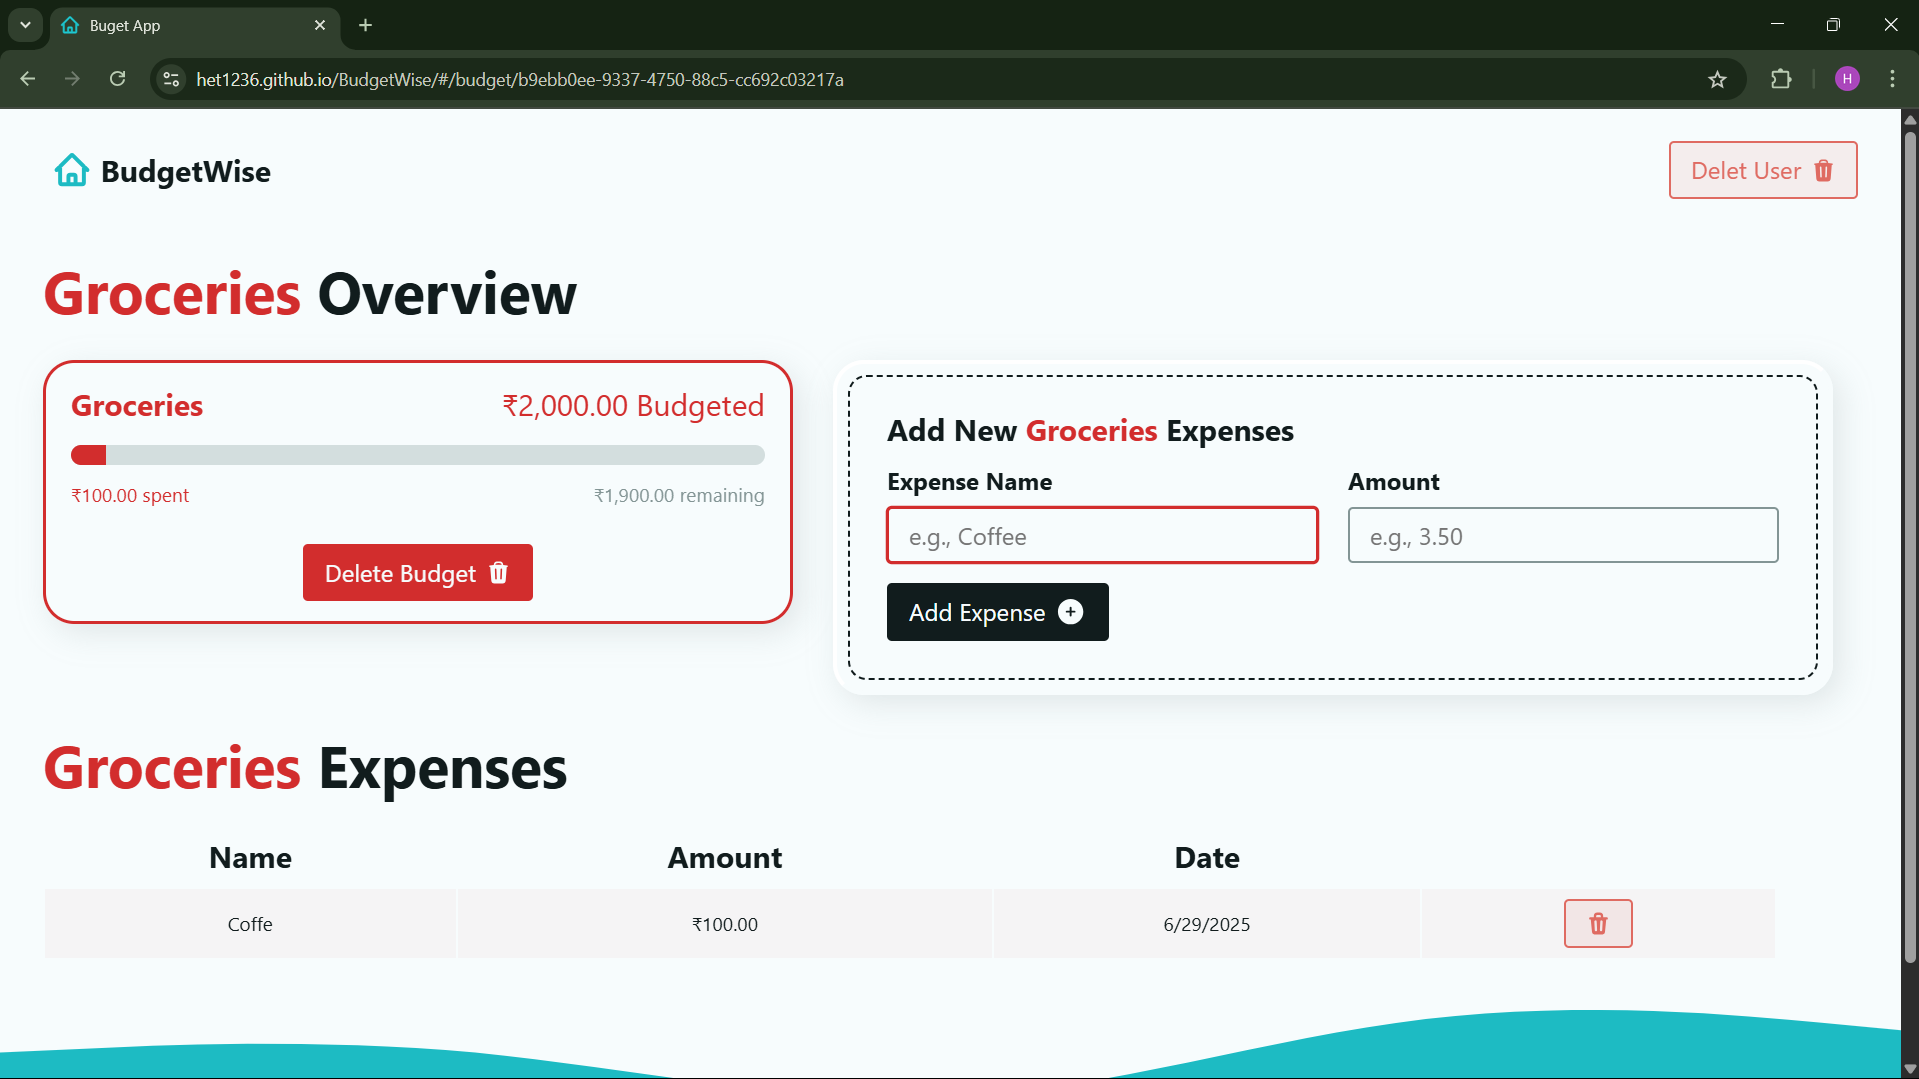 Buget App
het1236.github.io/BudgetWise/#/budget/b9ebb0ee-9337-4750-88c5-cc692c03217a
H
BudgetWise
Delet User
Groceries Overview
Groceries
₹2,000.00 Budgeted
₹100.00 spent
₹1,900.00 remaining
Delete Budget
Add New Groceries Expenses
Expense Name
Amount
e.g., Coffee
e.g., 3.50
Add Expense
Groceries Expenses
Name Amount Date
Coffe ₹100.00 6/29/2025